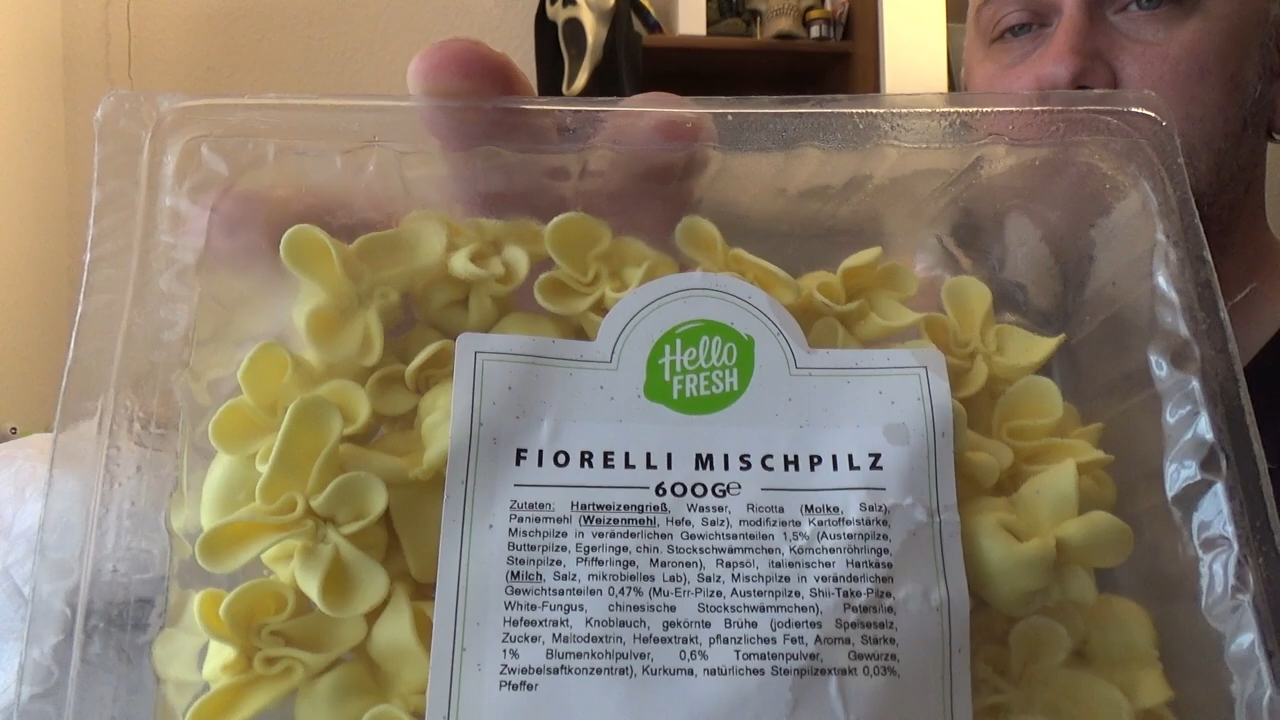 Hello
FRESH
FIORELLI MISCHPILZ
600G℮
Zutaten: Hartweizengrieß, Wasser, Ricotta (Molke, Salz),
Paniermehl (Weizenmehl, Hefe, Salz), modifizierte Kartoffelstärke,
Mischpilze in veränderlichen Gewichtsanteilen 1,5% (Austernpilze,
Butterpilze, Egerlinge, chin. Stockschwämmchen, Körnchenröhrlinge,
Steinpilze, Pfifferlinge, Maronen), Rapsöl, italienischer Hartkäse
(Milch, Salz, mikrobielles Lab), Salz, Mischpilze in veränderlichen
Gewichtsanteilen 0,47% (Mu-Err-Pilze, Austernpilze, Shii-Take-Pilze,
White-Fungus, chinesische Stockschwämmchen), Petersilie,
Hefeextrakt, Knoblauch, gekörnte Brühe (jodiertes Speisesalz,
Zucker, Maltodextrin, Hefeextrakt, pflanzliches Fett, Aroma, Stärke,
1% Blumenkohlpulver, 0,6% Tomatenpulver, Gewürze,
Zwiebelsaftkonzentrat), Kurkuma, natürliches Steinpilzextrakt 0,03%,
Pfeffer